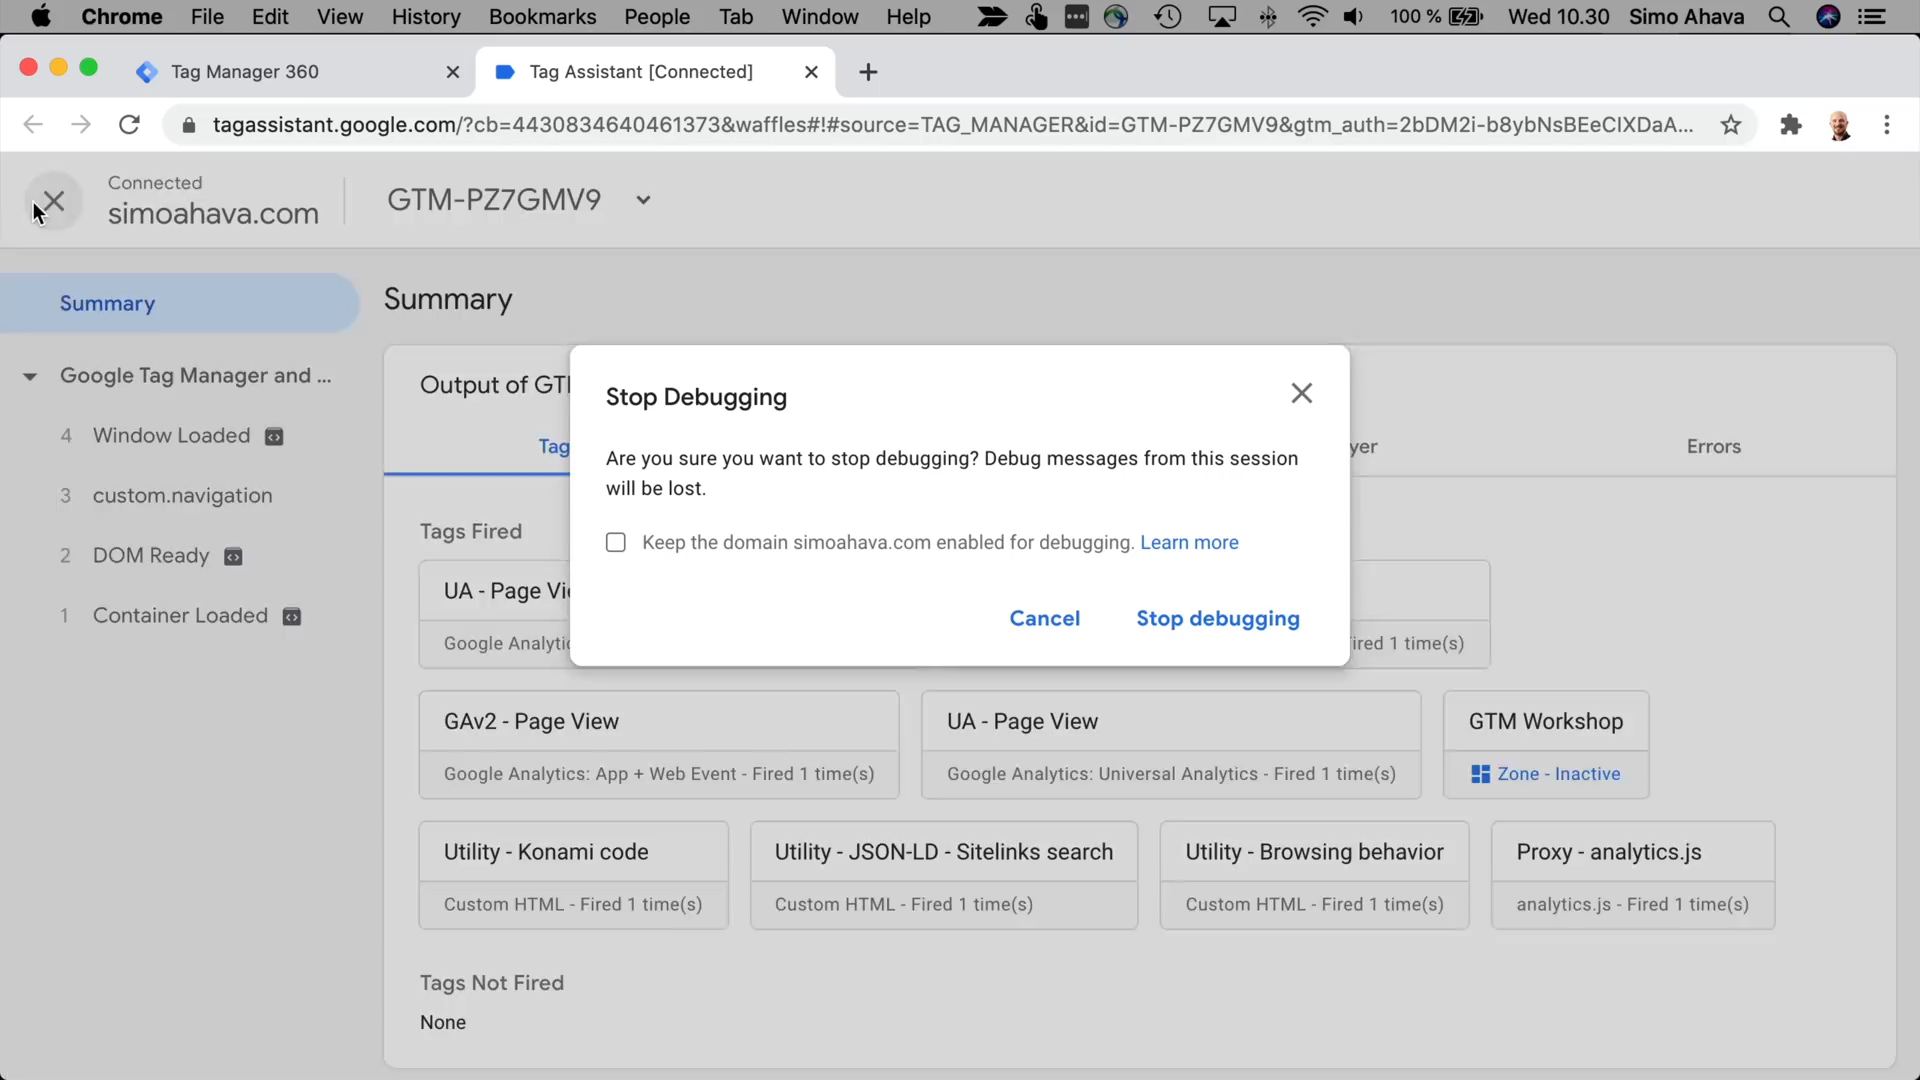 Chrome File Edit View History Bookmarks People Tab Window Help 100 % Wed 10.30 Simo Ahava
Tag Manager 360 Tag Assistant [Connected]
tagassistant.google.com/?cb=4430834640461373&waffles#!#source=TAG_MANAGER&id=GTM-PZ7GMV9&gtm_auth=2bDM2i-b8ybNsBEeCIXDaA...
Connected
simoahava.com
GTM-PZ7GMV9
Summary
Google Tag Manager and ...
4 Window Loaded
3 custom.navigation
2 DOM Ready
1 Container Loaded
Summary
Output of GT
Tag
yer
Errors
Stop Debugging
Are you sure you want to stop debugging? Debug messages from this session
will be lost.
Keep the domain simoahava.com enabled for debugging. Learn more
Cancel Stop debugging
Tags Fired
UA - Page Vi
Google Analyti
ired 1 time(s)
GAv2 - Page View
Google Analytics: App + Web Event - Fired 1 time(s)
UA - Page View
Google Analytics: Universal Analytics - Fired 1 time(s)
GTM Workshop
Zone - Inactive
Utility - Konami code
Custom HTML - Fired 1 time(s)
Utility - JSON-LD - Sitelinks search
Custom HTML - Fired 1 time(s)
Utility - Browsing behavior
Custom HTML - Fired 1 time(s)
Proxy - analytics.js
analytics.js - Fired 1 time(s)
Tags Not Fired
None